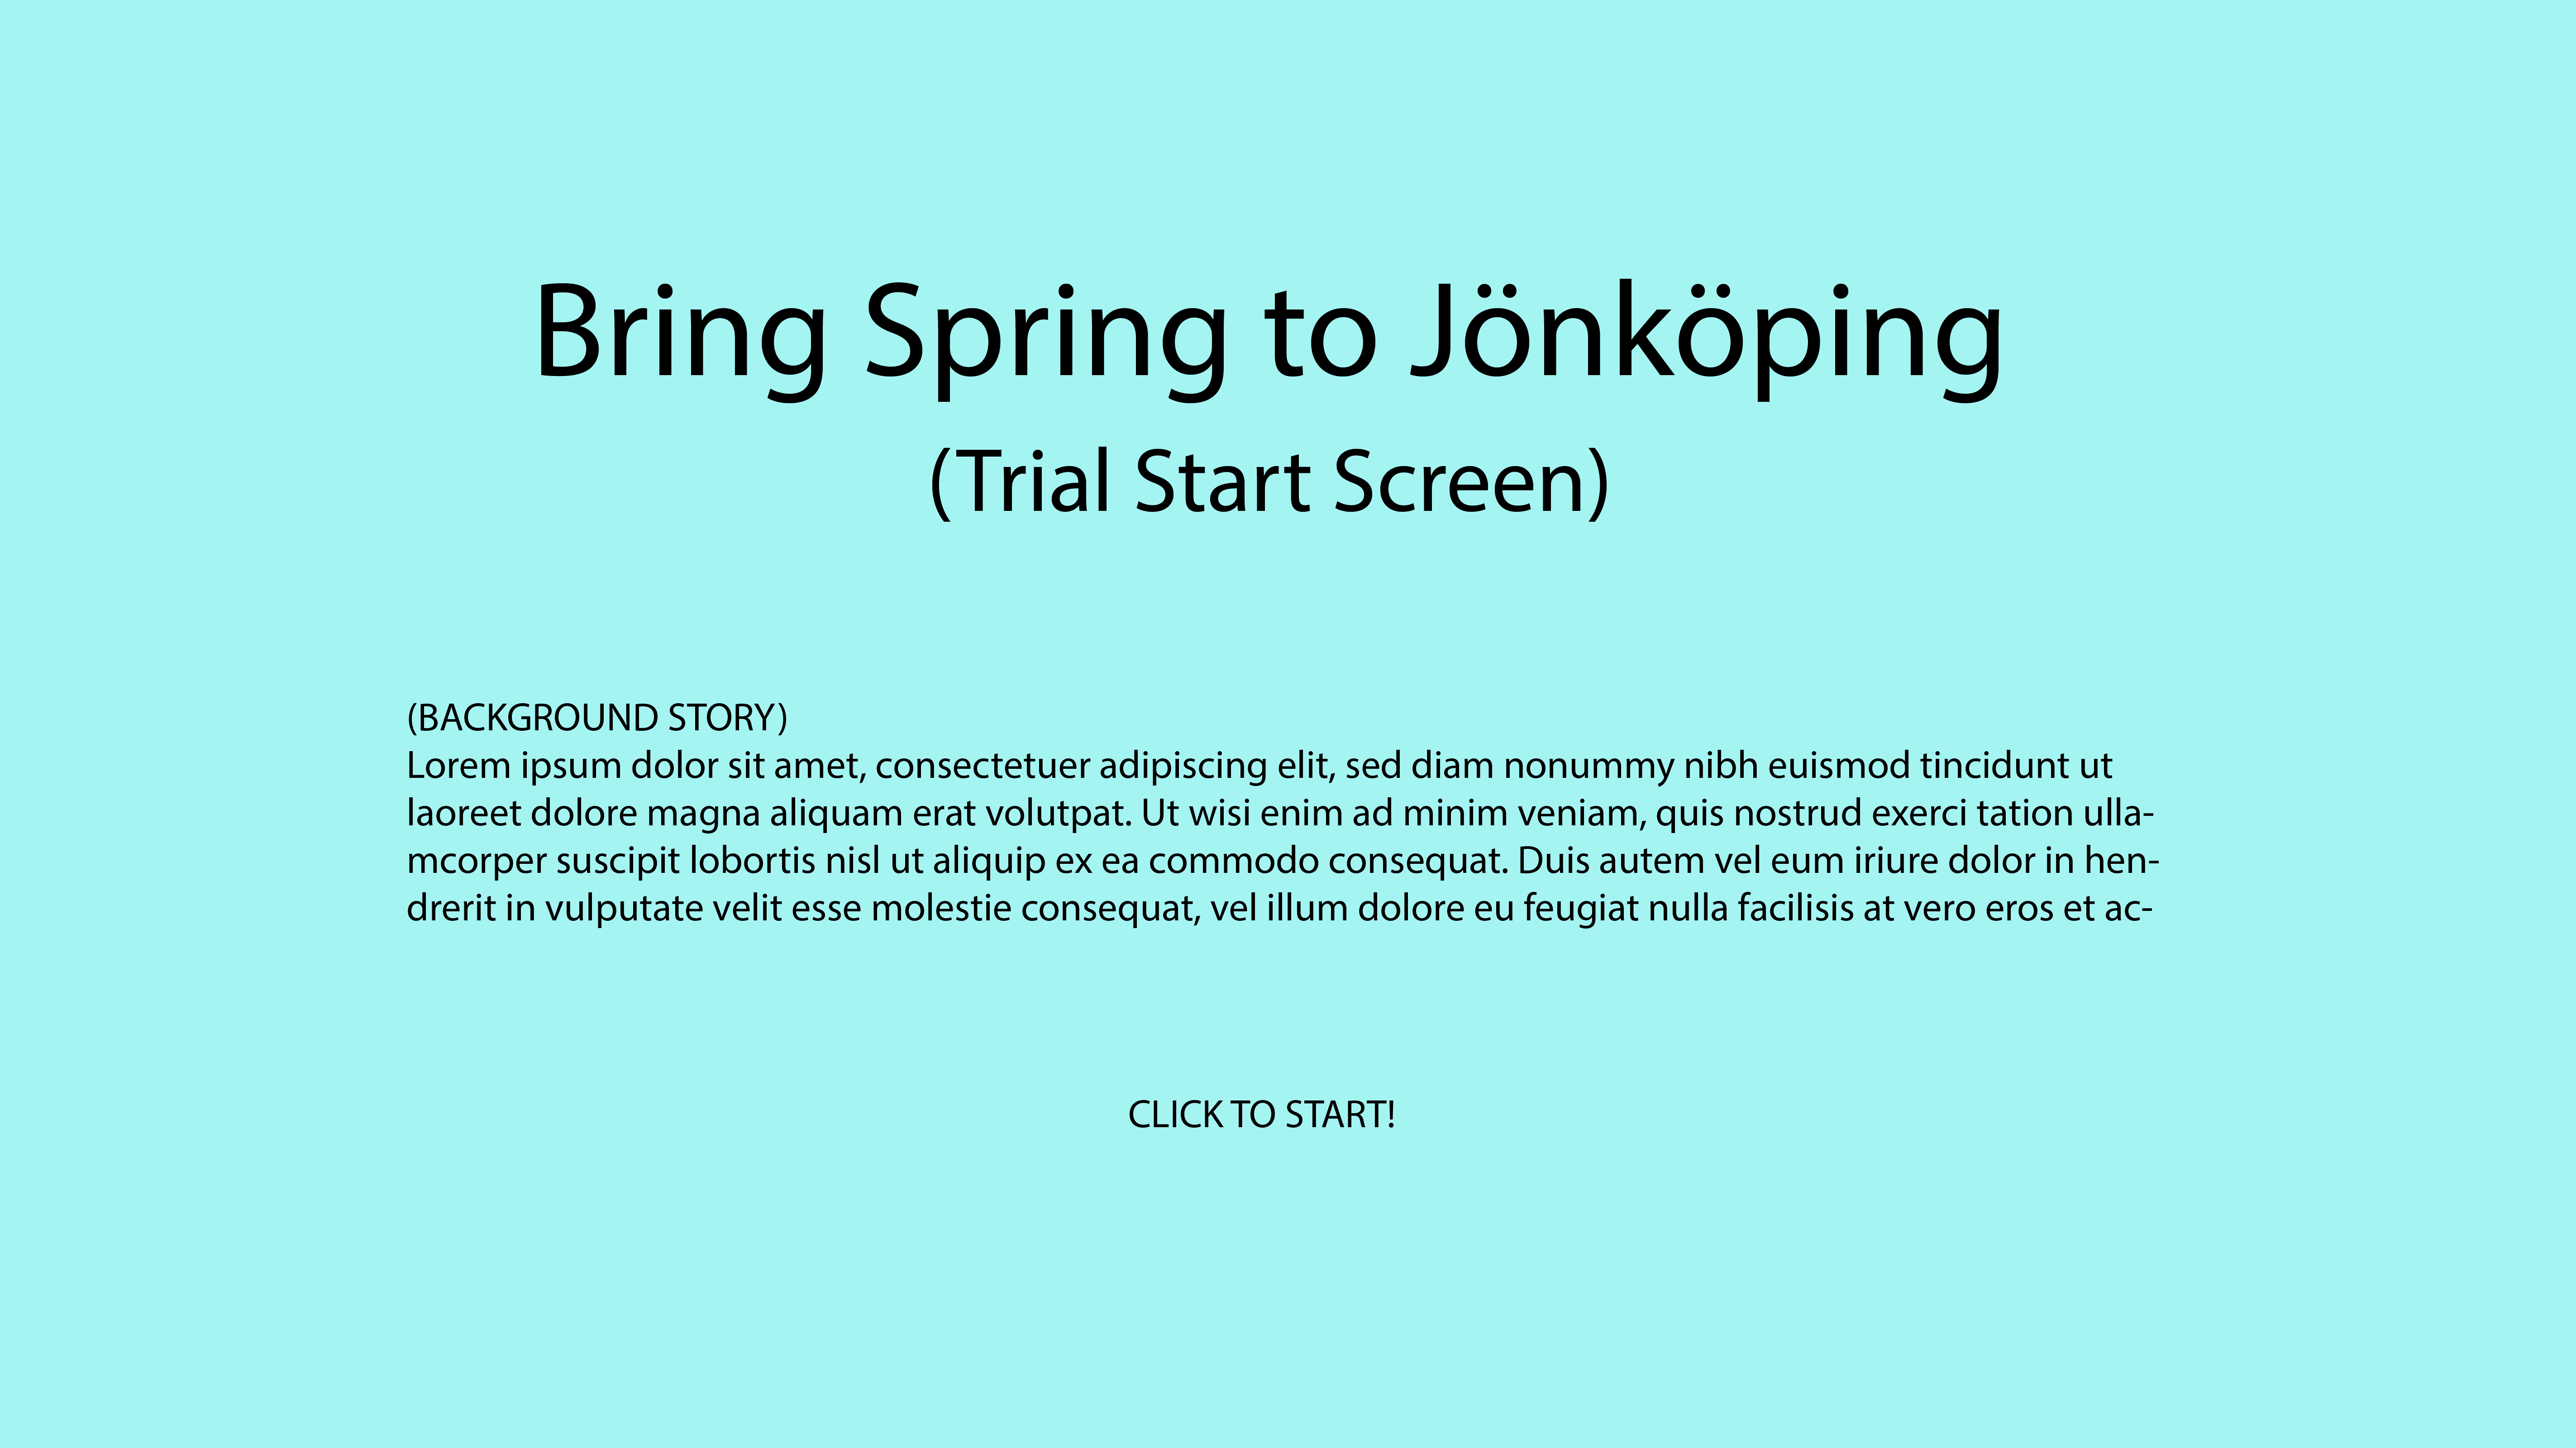 Bring Spring to Jönköping
(Trial Start Screen)
(BACKGROUND STORY)
Lorem ipsum dolor sit amet, consectetuer adipiscing elit, sed diam nonummy nibh euismod tincidunt ut
laoreet dolore magna aliquam erat volutpat. Ut wisi enim ad minim veniam, quis nostrud exerci tation ulla-
mcorper suscipit lobortis nisl ut aliquip ex ea commodo consequat. Duis autem vel eum iriure dolor in hen-
drerit in vulputate velit esse molestie consequat, vel illum dolore eu feugiat nulla facilisis at vero eros et ac-
CLICK TO START!